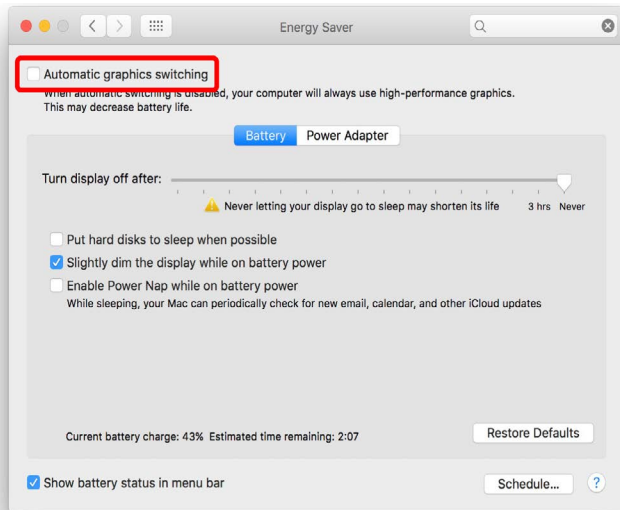 Energy Saver
Automatic graphics switching
When automatic switching is disabled, your computer will always use high-performance graphics.
This may decrease battery life.
Battery Power Adapter
Turn display off after:
Never letting your display go to sleep may shorten its life 3 hrs Never
Put hard disks to sleep when possible
Slightly dim the display while on battery power
Enable Power Nap while on battery power
While sleeping, your Mac can periodically check for new email, calendar, and other iCloud updates
Current battery charge: 43% Estimated time remaining: 2:07
Restore Defaults
Show battery status in menu bar
Schedule... ?